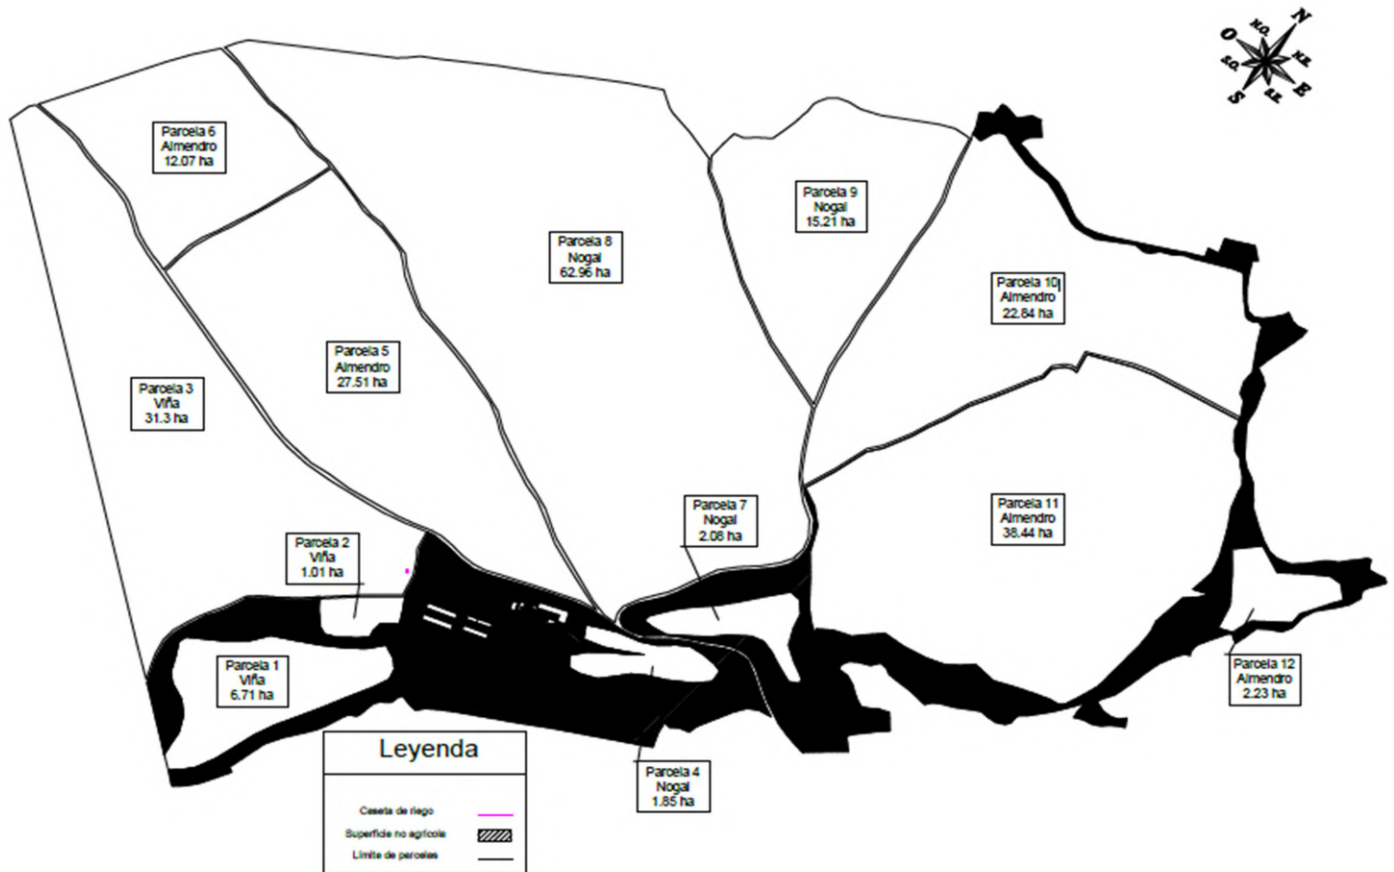 N
N.O.
O
N.E.
S.O.
E
S.E.
S
Parcela 6
Almendro
12.07 ha
Parcela 9
Nogal
15.21 ha
Parcela 8
Nogal
62.96 ha
Parcela 10
Almendro
22.84 ha
Parcela 5
Almendro
27.51 ha
Parcela 3
Viña
31.3 ha
Parcela 7
Nogal
2.08 ha
Parcela 11
Almendro
38.44 ha
Parcela 2
Viña
1.01 ha
Parcela 1
Viña
6.71 ha
Parcela 12
Almendro
2.23 ha
Parcela 4
Nogal
1.85 ha
Leyenda
Caseta de riego
Superficie no agrícola
Límite de parcelas